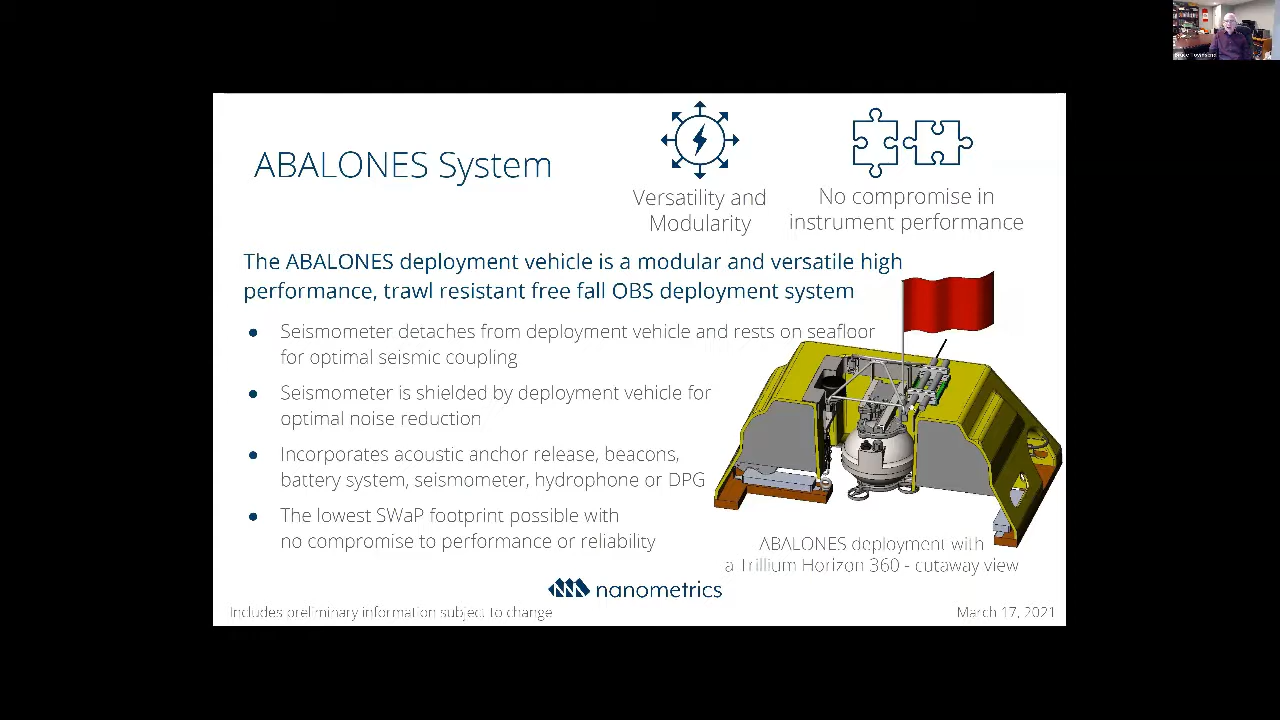 Bruce Townsend
ABALONES System
Versatility and
Modularity
No compromise in
instrument performance
The ABALONES deployment vehicle is a modular and versatile high
performance, trawl resistant free fall OBS deployment system
● Seismometer detaches from deployment vehicle and rests on seafloor
for optimal seismic coupling
● Seismometer is shielded by deployment vehicle for
optimal noise reduction
● Incorporates acoustic anchor release, beacons,
battery system, seismometer, hydrophone or DPG
● The lowest SWaP footprint possible with
no compromise to performance or reliability
ABALONES deployment with
a Trillium Horizon 360 - cutaway view
nanometrics
Includes preliminary information subject to change
March 17, 2021